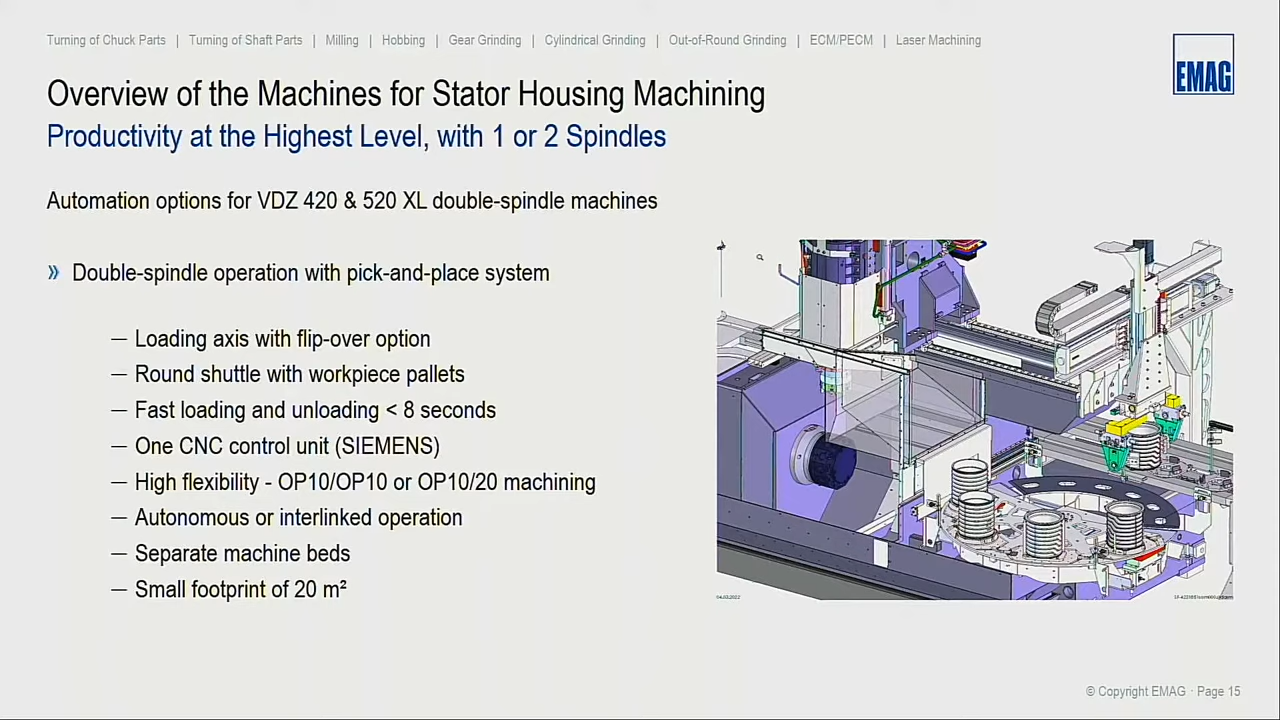 Turning of Chuck Parts | Turning of Shaft Parts | Milling | Hobbing | Gear Grinding | Cylindrical Grinding | Out-of-Round Grinding | ECM/PECM | Laser Machining
EMAG
Overview of the Machines for Stator Housing Machining
Productivity at the Highest Level, with 1 or 2 Spindles
Automation options for VDZ 420 & 520 XL double-spindle machines
» Double-spindle operation with pick-and-place system
— Loading axis with flip-over option
— Round shuttle with workpiece pallets
— Fast loading and unloading < 8 seconds
— One CNC control unit (SIEMENS)
— High flexibility - OP10/OP10 or OP10/20 machining
— Autonomous or interlinked operation
— Separate machine beds
— Small footprint of 20 m²
© Copyright EMAG · Page 15